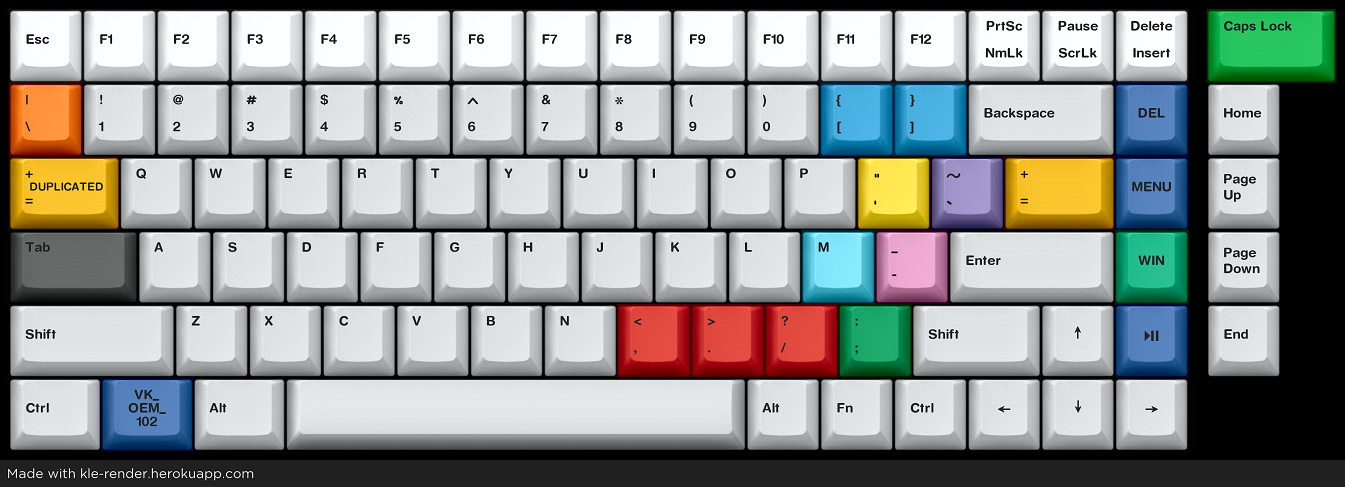 Esc F1 F2 F3 F4 F5 F6 F7 F8 F9 F10 F11 F12 PrtSc Pause Delete Caps Lock
NmLk ScrLk Insert
| ! @ # $ % ^ & * ( ) { } Backspace DEL Home
\ 1 2 3 4 5 6 7 8 9 0 [ ]
+ Q W E R T Y U I O P " ~ + MENU Page
DUPLICATED Up
= ' ` =
Tab A S D F G H J K L M _ Enter WIN Page
- Down
Shift Z X C V B N < > ? : Shift ↑ ⏯ End
, . / ;
Ctrl VK_ Alt Alt Fn Ctrl ← ↓ →
OEM_
102
Made with kle-render.herokuapp.com